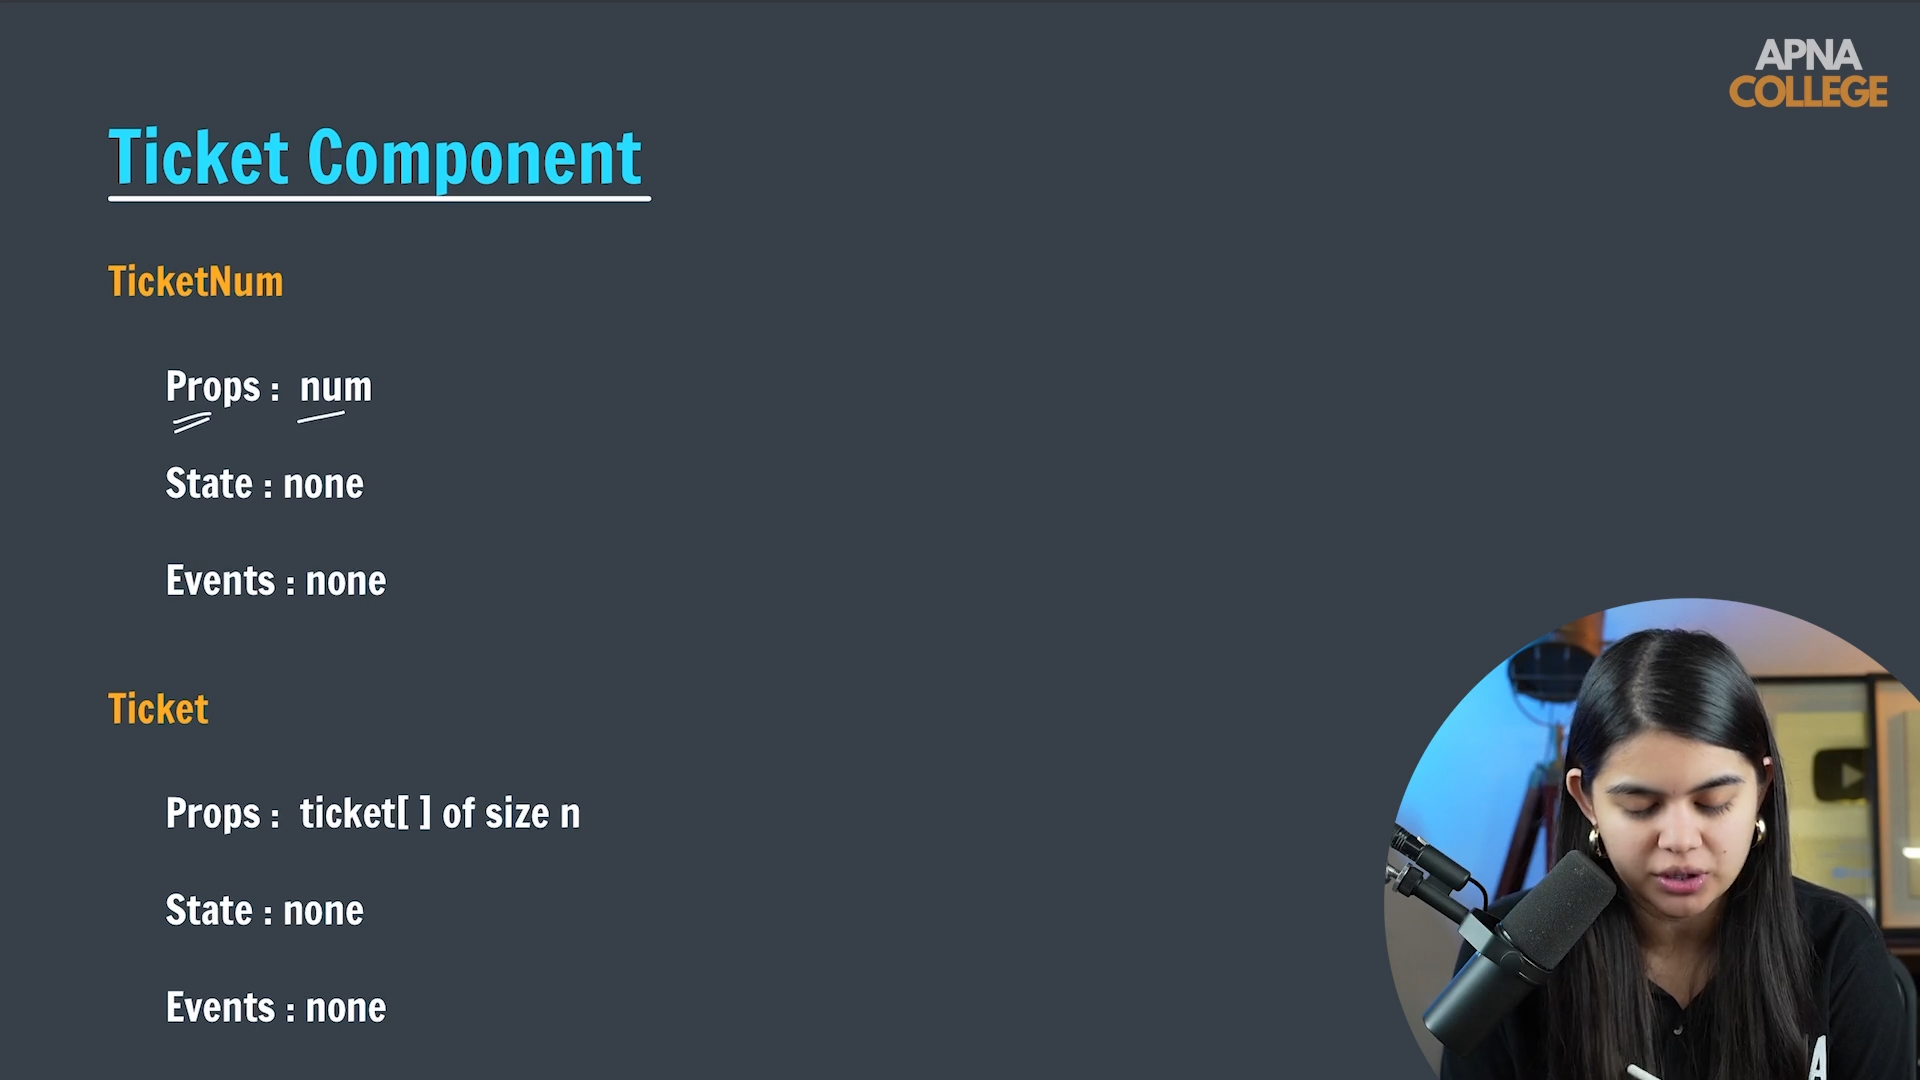 APNA
COLLEGE
Ticket Component
TicketNum
Props : num
State : none
Events : none
Ticket
Props : ticket[ ] of size n
State : none
Events : none
A